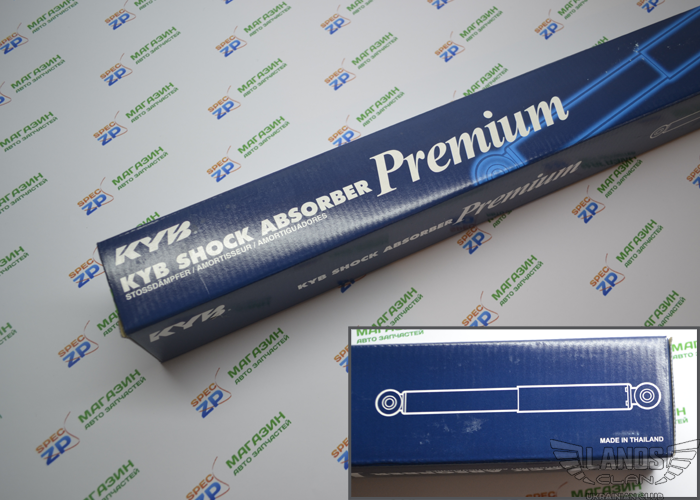 KYB
KYB SHOCK ABSORBER Premium
STOSSDÄMPFER / AMORTISSEUR / AMORTIGUADORES
KYB
KYB SHOCK ABSORBER Premium
MADE IN THAILAND
LANOS
CLAN
SPEC ZP
МАГАЗИН
АВТО ЗАПЧАСТЕЙ